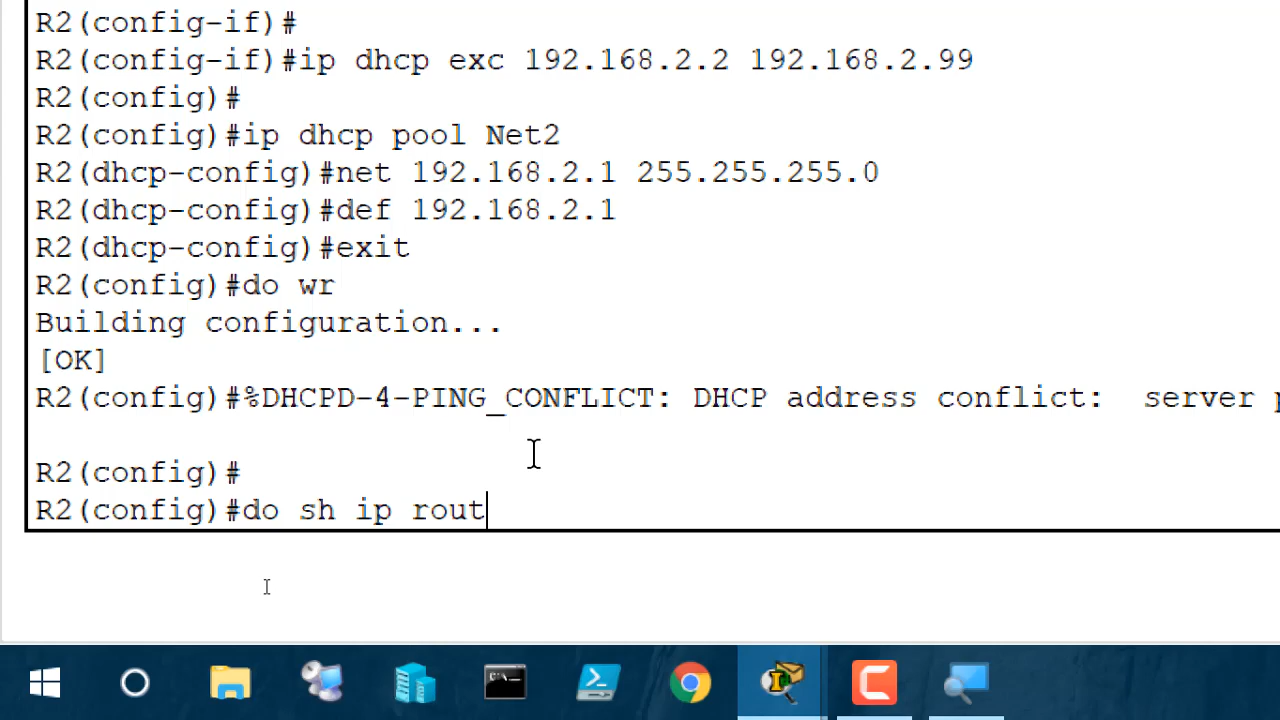 R2(config-if)#
R2(config-if)#ip dhcp exc 192.168.2.2 192.168.2.99
R2(config)#
R2(config)#ip dhcp pool Net2
R2(dhcp-config)#net 192.168.2.1 255.255.255.0
R2(dhcp-config)#def 192.168.2.1
R2(dhcp-config)#exit
R2(config)#do wr
Building configuration...
[OK]
R2(config)#%DHCPD-4-PING_CONFLICT: DHCP address conflict:  server
R2(config)#
R2(config)#do sh ip rout